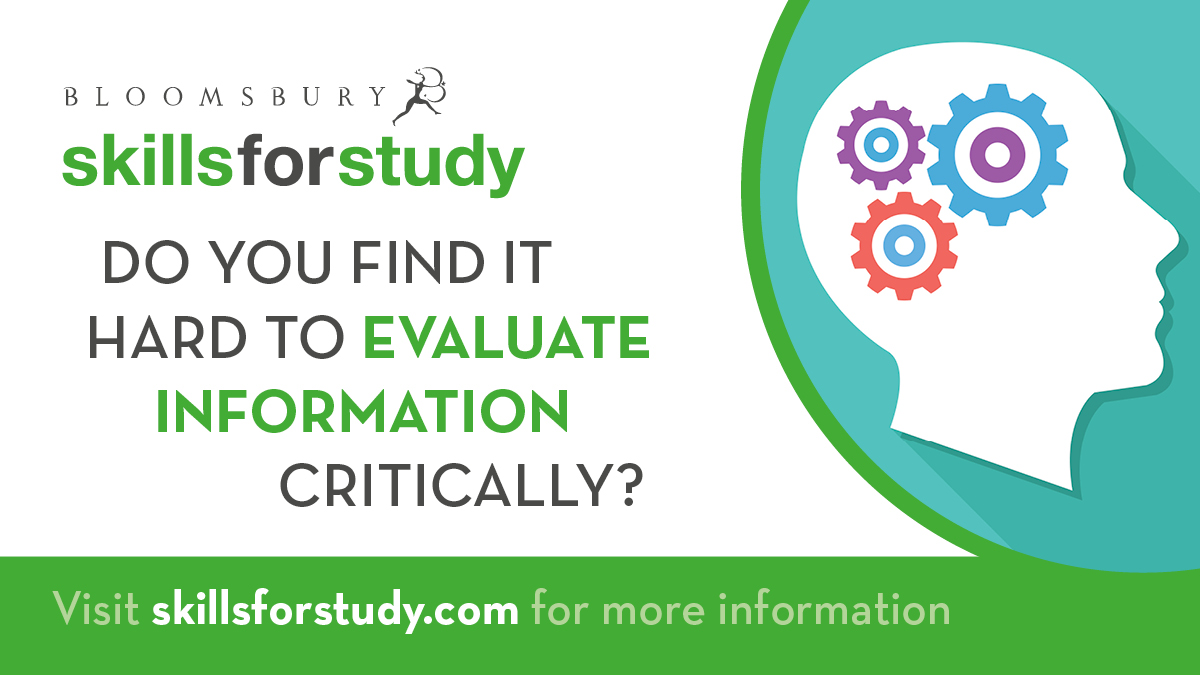 BLOOMSBURY
skillsforstudy
DO YOU FIND IT
HARD TO EVALUATE
INFORMATION
CRITICALLY?
Visit skillsforstudy.com for more information